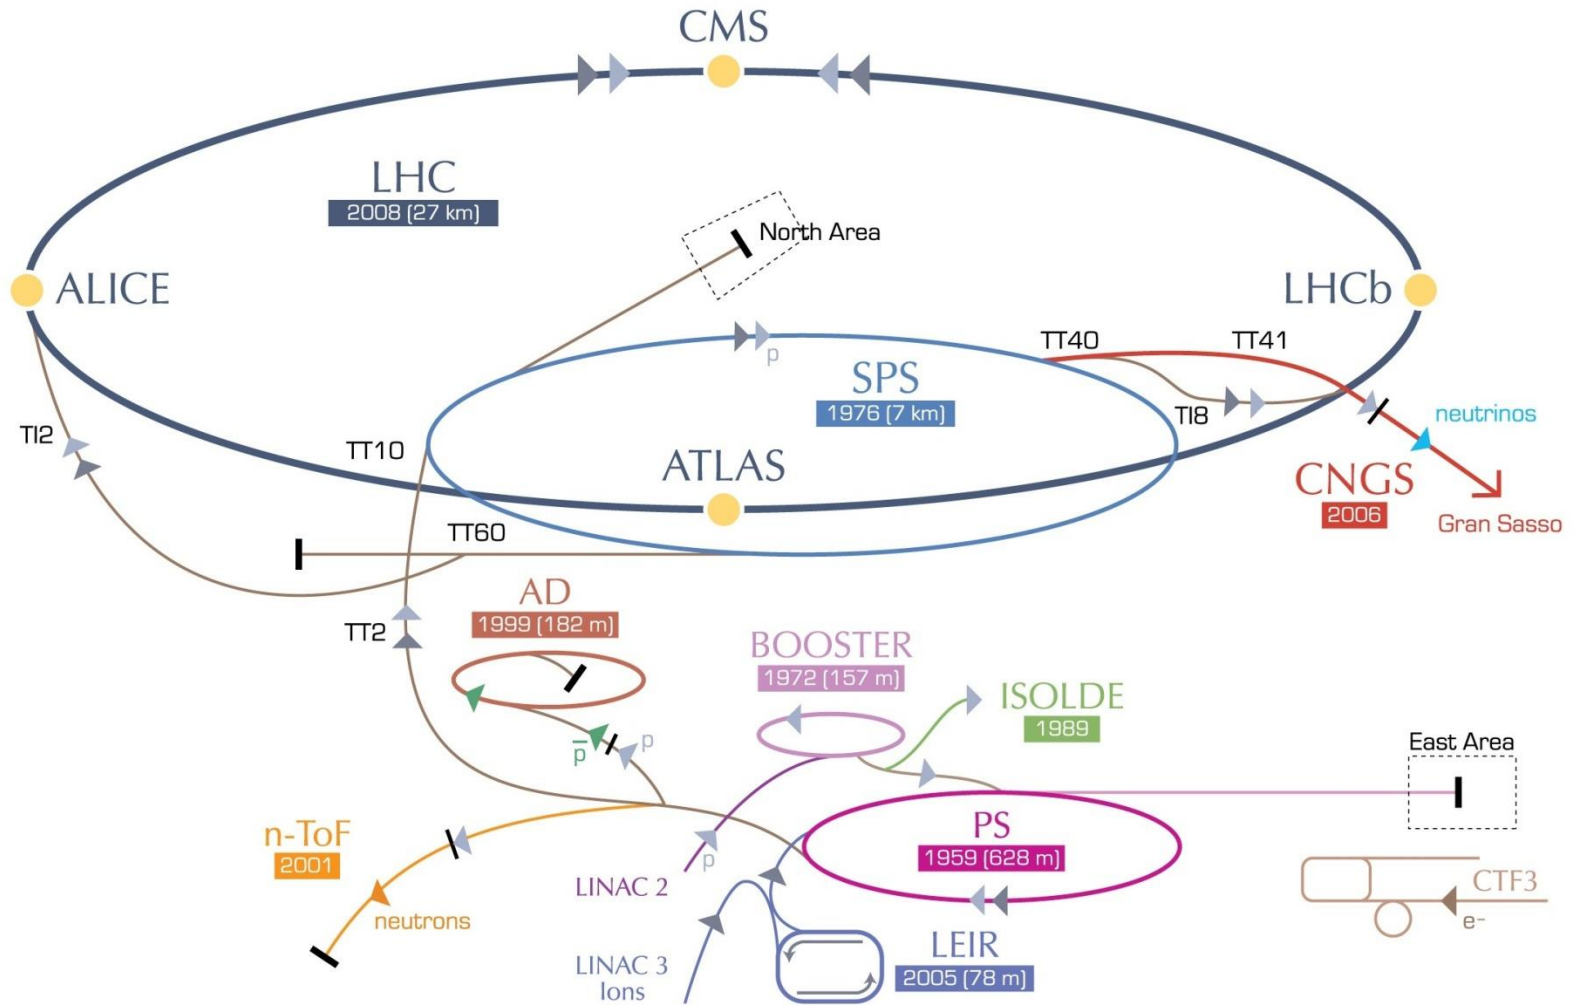 CMS
LHC
2008 (27 km)
North Area
ALICE
LHCb
TT40
TT41
p
SPS
1976 (7 km)
TI8
neutrinos
TI2
TT10
ATLAS
CNGS
2006
Gran Sasso
TT60
AD
1999 (182 m)
TT2
BOOSTER
1972 (157 m)
ISOLDE
1989
p̅
p
East Area
n-ToF
2001
PS
1959 (628 m)
p
LINAC 2
CTF3
e⁻
neutrons
LEIR
2005 (78 m)
LINAC 3
Ions